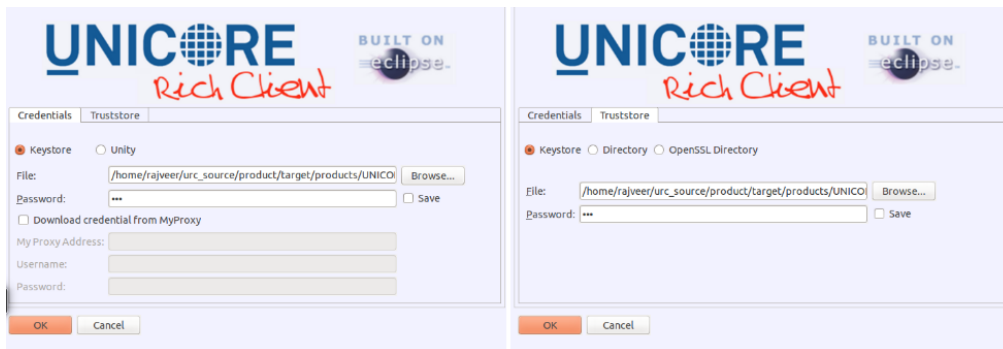 UNICORE
Rich Client
BUILT ON
eclipse
Credentials Truststore
Keystore Unity
File: /home/rajveer/urc_source/product/target/products/UNICO Browse...
Password: ••• Save
Download credential from MyProxy
My Proxy Address:
Username:
Password:
OK Cancel
UNICORE
Rich Client
BUILT ON
eclipse
Credentials Truststore
Keystore Directory OpenSSL Directory
File: /home/rajveer/urc_source/product/target/products/UNICO Browse...
Password: ••• Save
OK Cancel